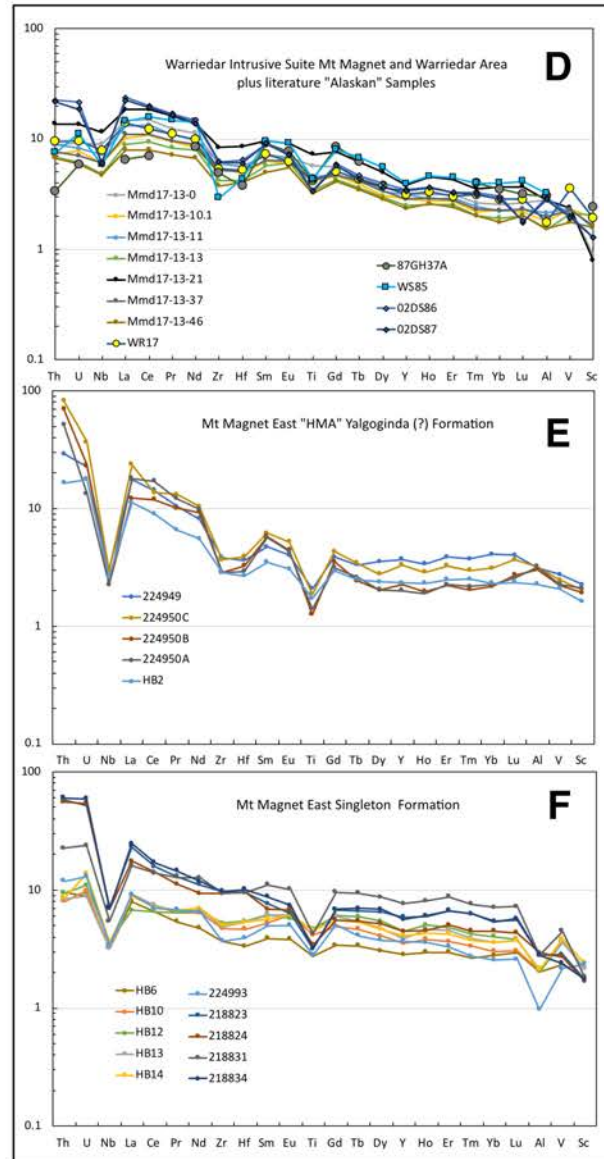 100
Warriedar Intrusive Suite Mt Magnet and Warriedar Area
plus literature "Alaskan" Samples
D
10
1
0.1
Mmd17-13-0
Mmd17-13-10.1
Mmd17-13-11
Mmd17-13-13
Mmd17-13-21
Mmd17-13-37
Mmd17-13-46
WR17
87GH37A
WS85
02DS86
02DS87
Th U Nb La Ce Pr Nd Zr Hf Sm Eu Ti Gd Tb Dy Y Ho Er Tm Yb Lu Al V Sc
100
Mt Magnet East "HMA" Yalgoginda (?) Formation
E
10
1
0.1
224949
224950C
224950B
224950A
HB2
Th U Nb La Ce Pr Nd Zr Hf Sm Eu Ti Gd Tb Dy Y Ho Er Tm Yb Lu Al V Sc
100
Mt Magnet East Singleton Formation
F
10
1
0.1
HB6
HB10
HB12
HB13
HB14
224993
218823
218824
218831
218834
Th U Nb La Ce Pr Nd Zr Hf Sm Eu Ti Gd Tb Dy Y Ho Er Tm Yb Lu Al V Sc